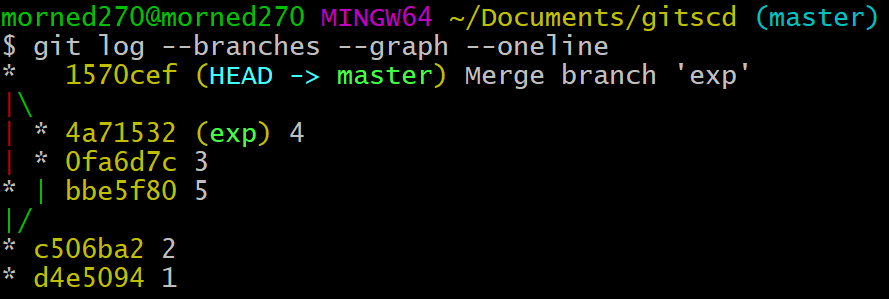 morned270@morned270 MINGW64 ~/Documents/gitscd (master)
$ git log --branches --graph --oneline
*   1570cef (HEAD -> master) Merge branch 'exp'
|\
| * 4a71532 (exp) 4
| * 0fa6d7c 3
* | bbe5f80 5
|/
* c506ba2 2
* d4e5094 1